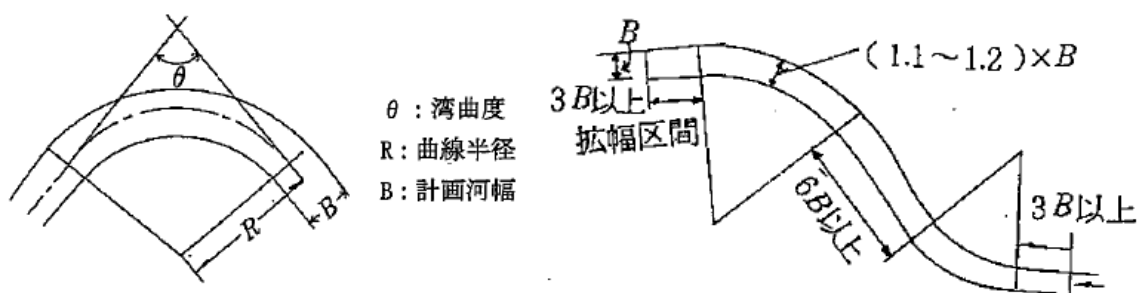 θ
θ : 湾曲度
R : 曲線半径
B : 計画河幅
R
B
B
(1.1~1.2)×B
3B以上
拡幅区間
6B以上
3B以上